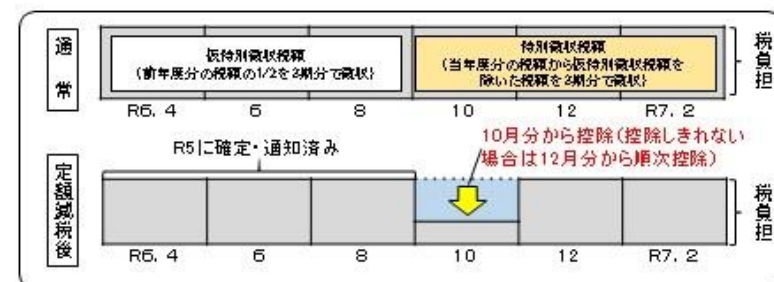 通常
仮特別徴収税額
(前年度分の税額の1/2を3期分で徴収)
特別徴収税額
(当年度分の税額から仮特別徴収税額を
除いた税額を3期分で徴収)
税負担
R6.4 6 8 10 12 R7.2
R5に確定・通知済み
10月分から控除(控除しきれない
場合は12月分から順次控除)
定額減税後
税負担
R6.4 6 8 10 12 R7.2